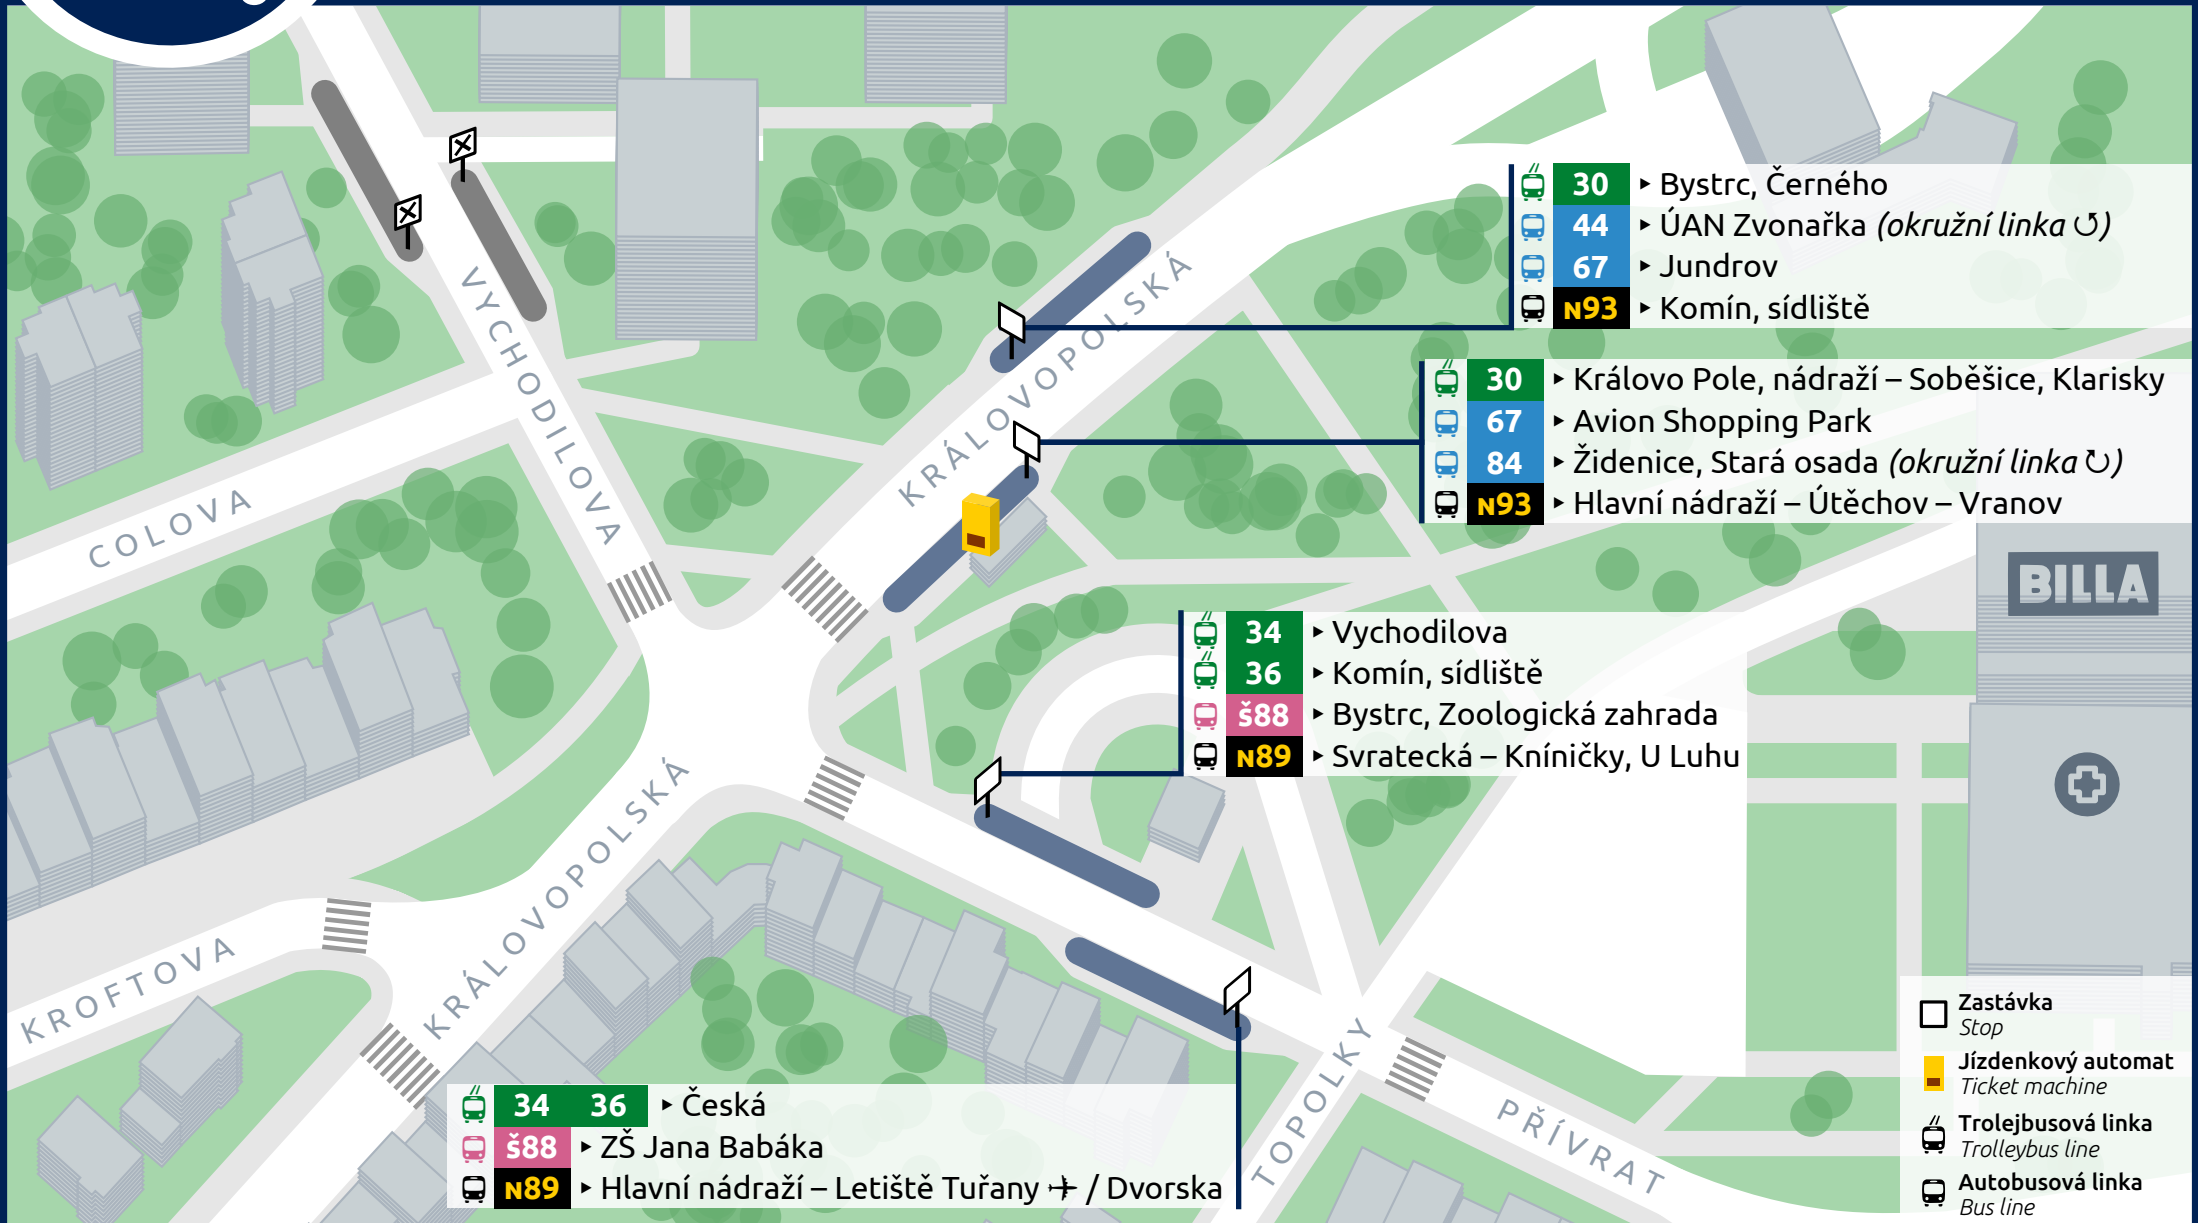 30 ▸ Bystrc, Černého
44 ▸ ÚAN Zvonařka (okružní linka ↺)
67 ▸ Jundrov
N93 ▸ Komín, sídliště
VYCHODILOVA
KRÁLOVOPOLSKÁ
30 ▸ Královo Pole, nádraží – Soběšice, Klarisky
67 ▸ Avion Shopping Park
84 ▸ Židenice, Stará osada (okružní linka ↻)
N93 ▸ Hlavní nádraží – Útěchov – Vranov
COLOVA
BILLA
34 ▸ Vychodilova
36 ▸ Komín, sídliště
š88 ▸ Bystrc, Zoologická zahrada
N89 ▸ Svratecká – Kníničky, U Luhu
KRÁLOVOPOLSKÁ
KROFTOVA
34 36 ▸ Česká
š88 ▸ ZŠ Jana Babáka
N89 ▸ Hlavní nádraží – Letiště Tuřany ✈ / Dvorska
TOPOLKY
PŘÍVRAT
Zastávka
Stop
Jízdenkový automat
Ticket machine
Trolejbusová linka
Trolleybus line
Autobusová linka
Bus line